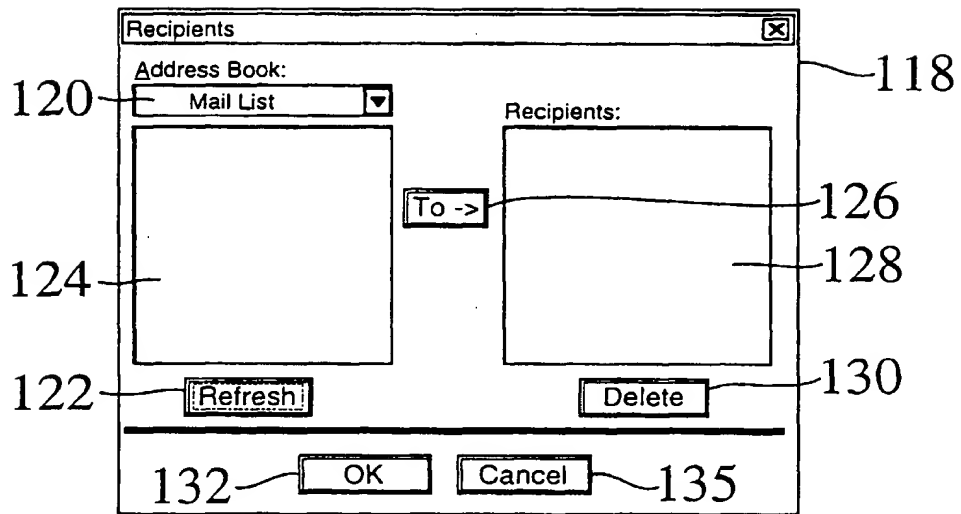 Recipients
Address Book:
118
120 Mail List
Recipients:
To -> 126
124 128
122 Refresh Delete 130
132 OK Cancel 135